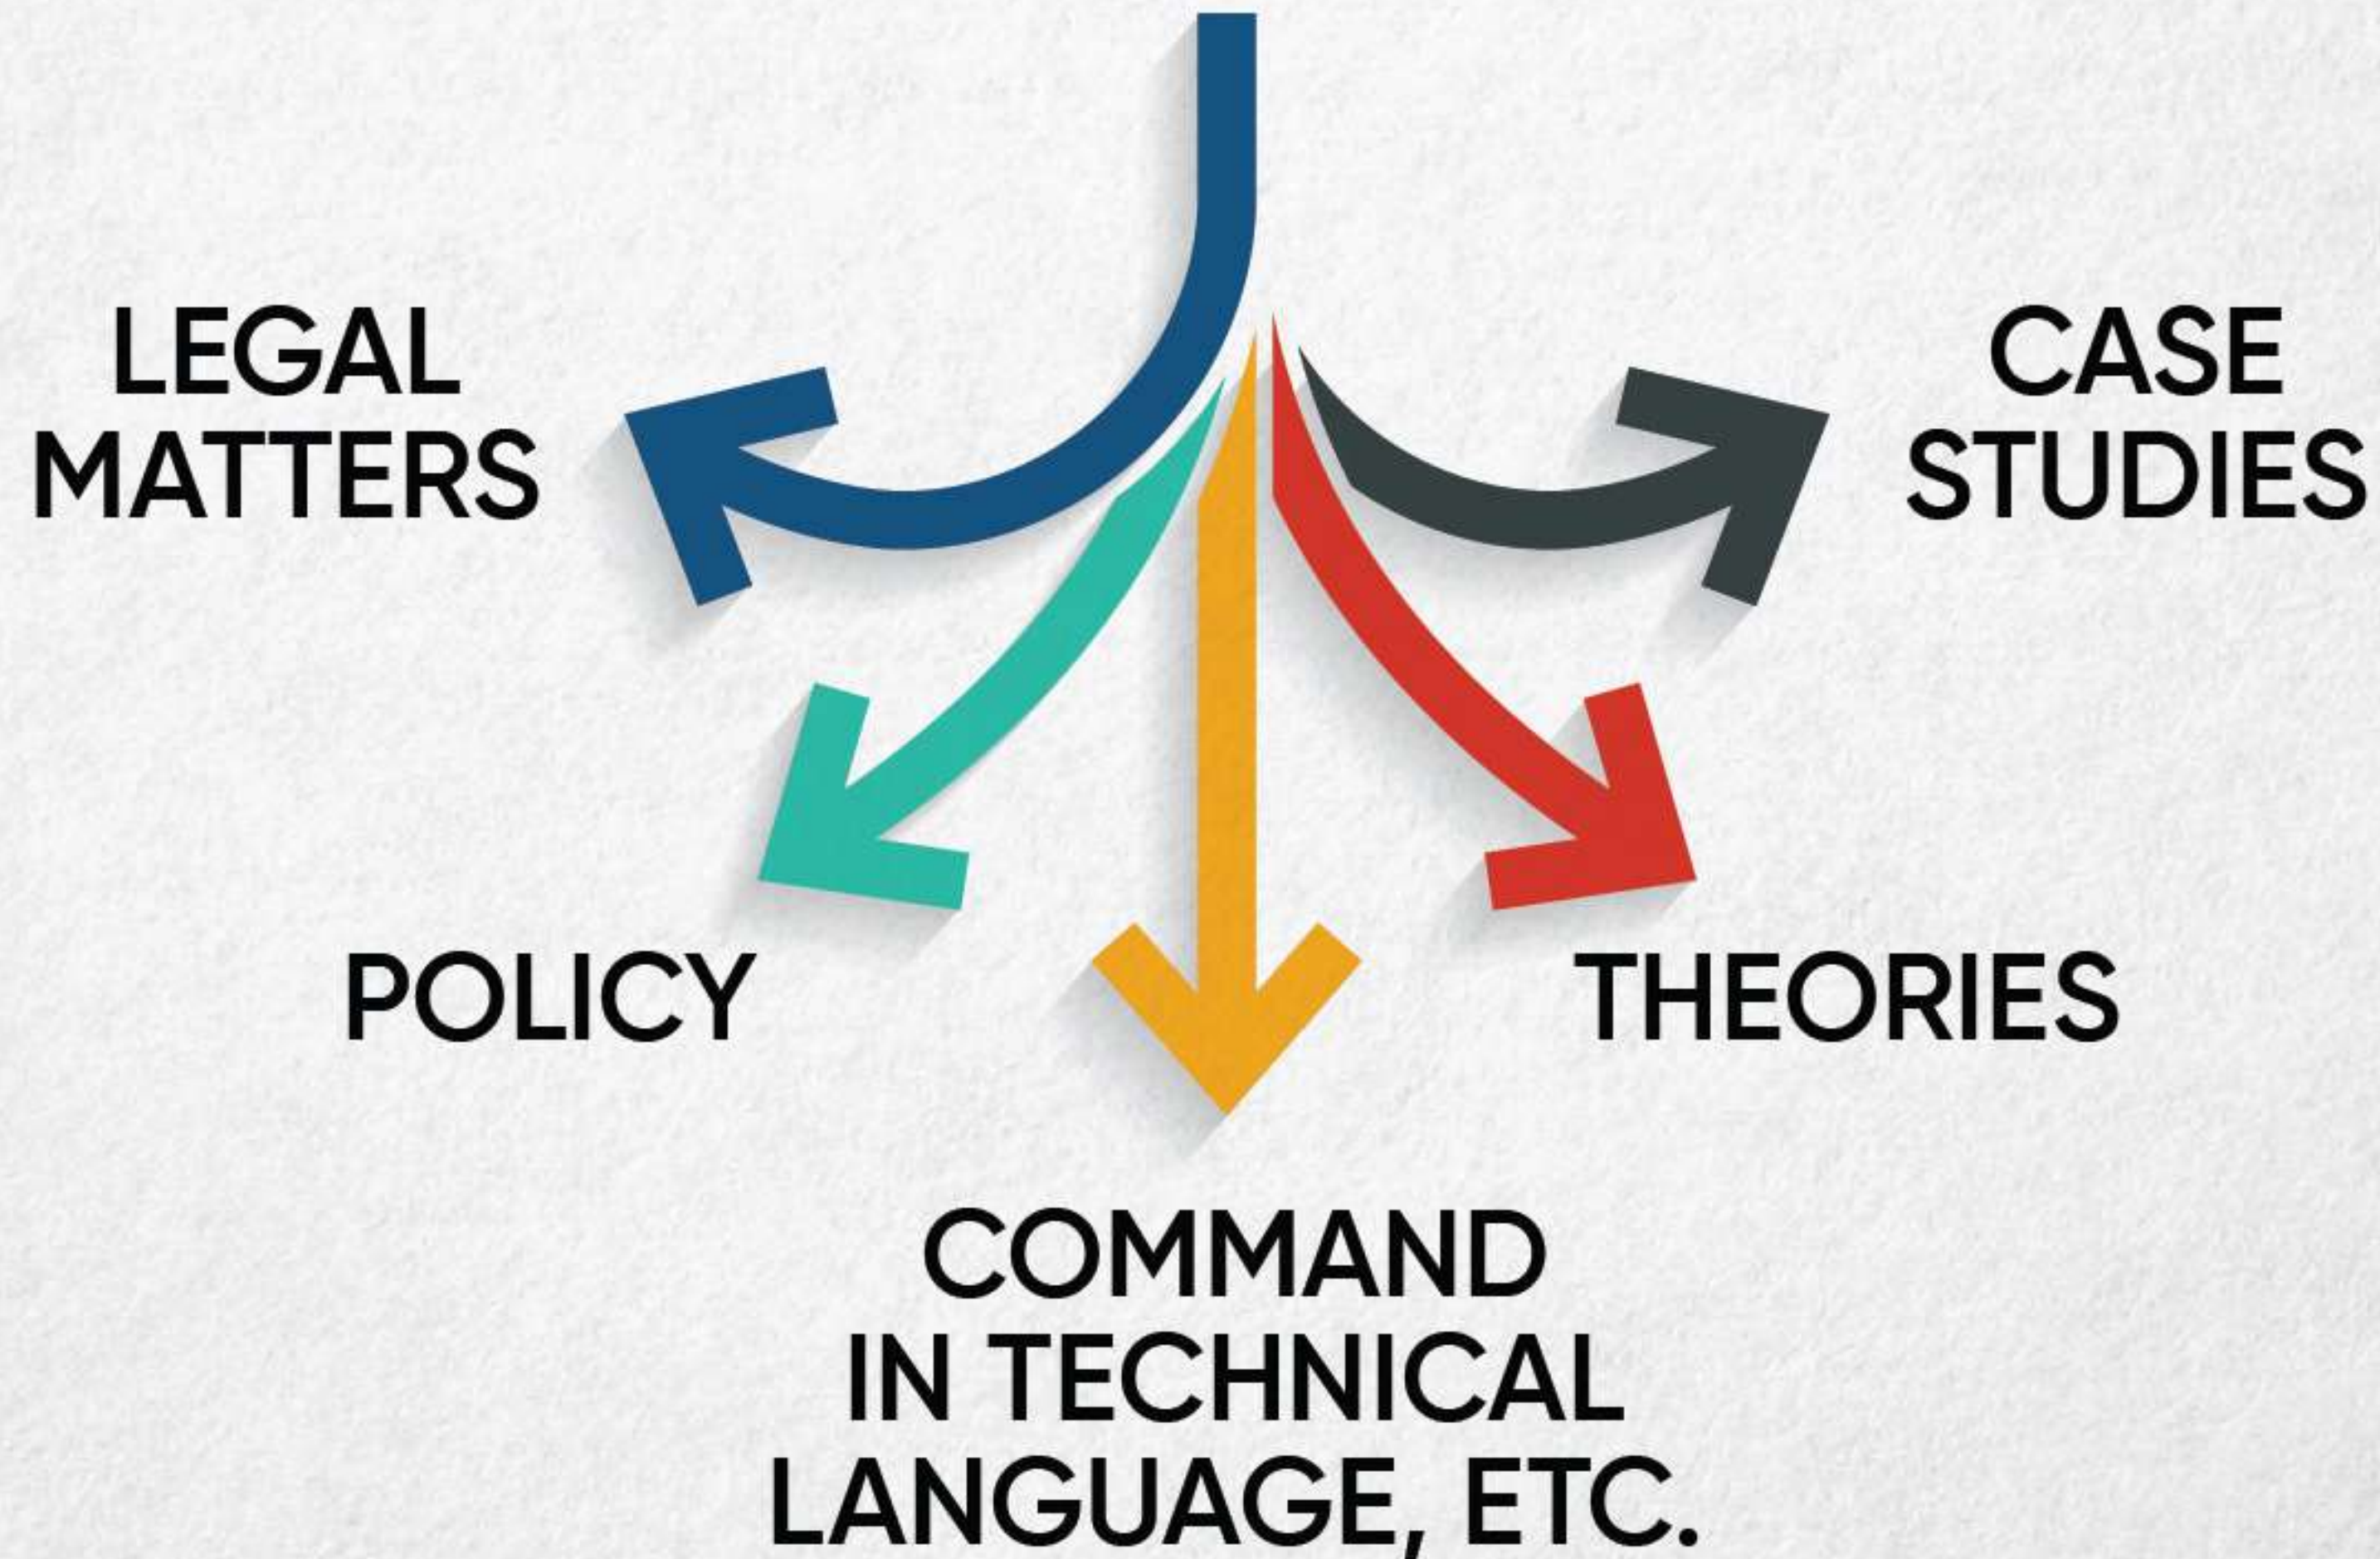 LEGAL
MATTERS
CASE
STUDIES
POLICY
THEORIES
COMMAND
IN TECHNICAL
LANGUAGE, ETC.